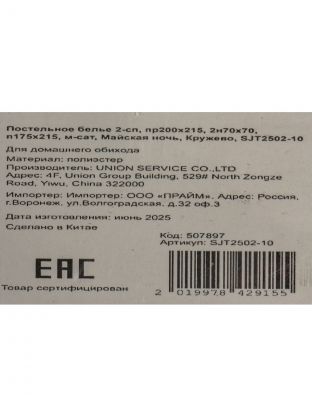 Постельное белье 2-сп, пр200х215, 2н70х70,
п175х215, м-сат, Майская ночь, Кружево, SJT2502-10
Для домашнего обихода
Материал: полиэстер
Производитель: UNION SERVICE CO.,LTD
Адрес: 4F, Union Group Building, 529# North Zongze
Road, Yiwu, China 322000
Импортер: ООО «ПРАЙМ», Адрес: Россия,
г.Воронеж. ул.Волгоградская, д.32 оф.3
Дата изготовления: июнь 2025
Сделано в Китае
Код: 507897
Артикул: SJT2502-10
EAC
Товар сертифицирован
2 019978 429155